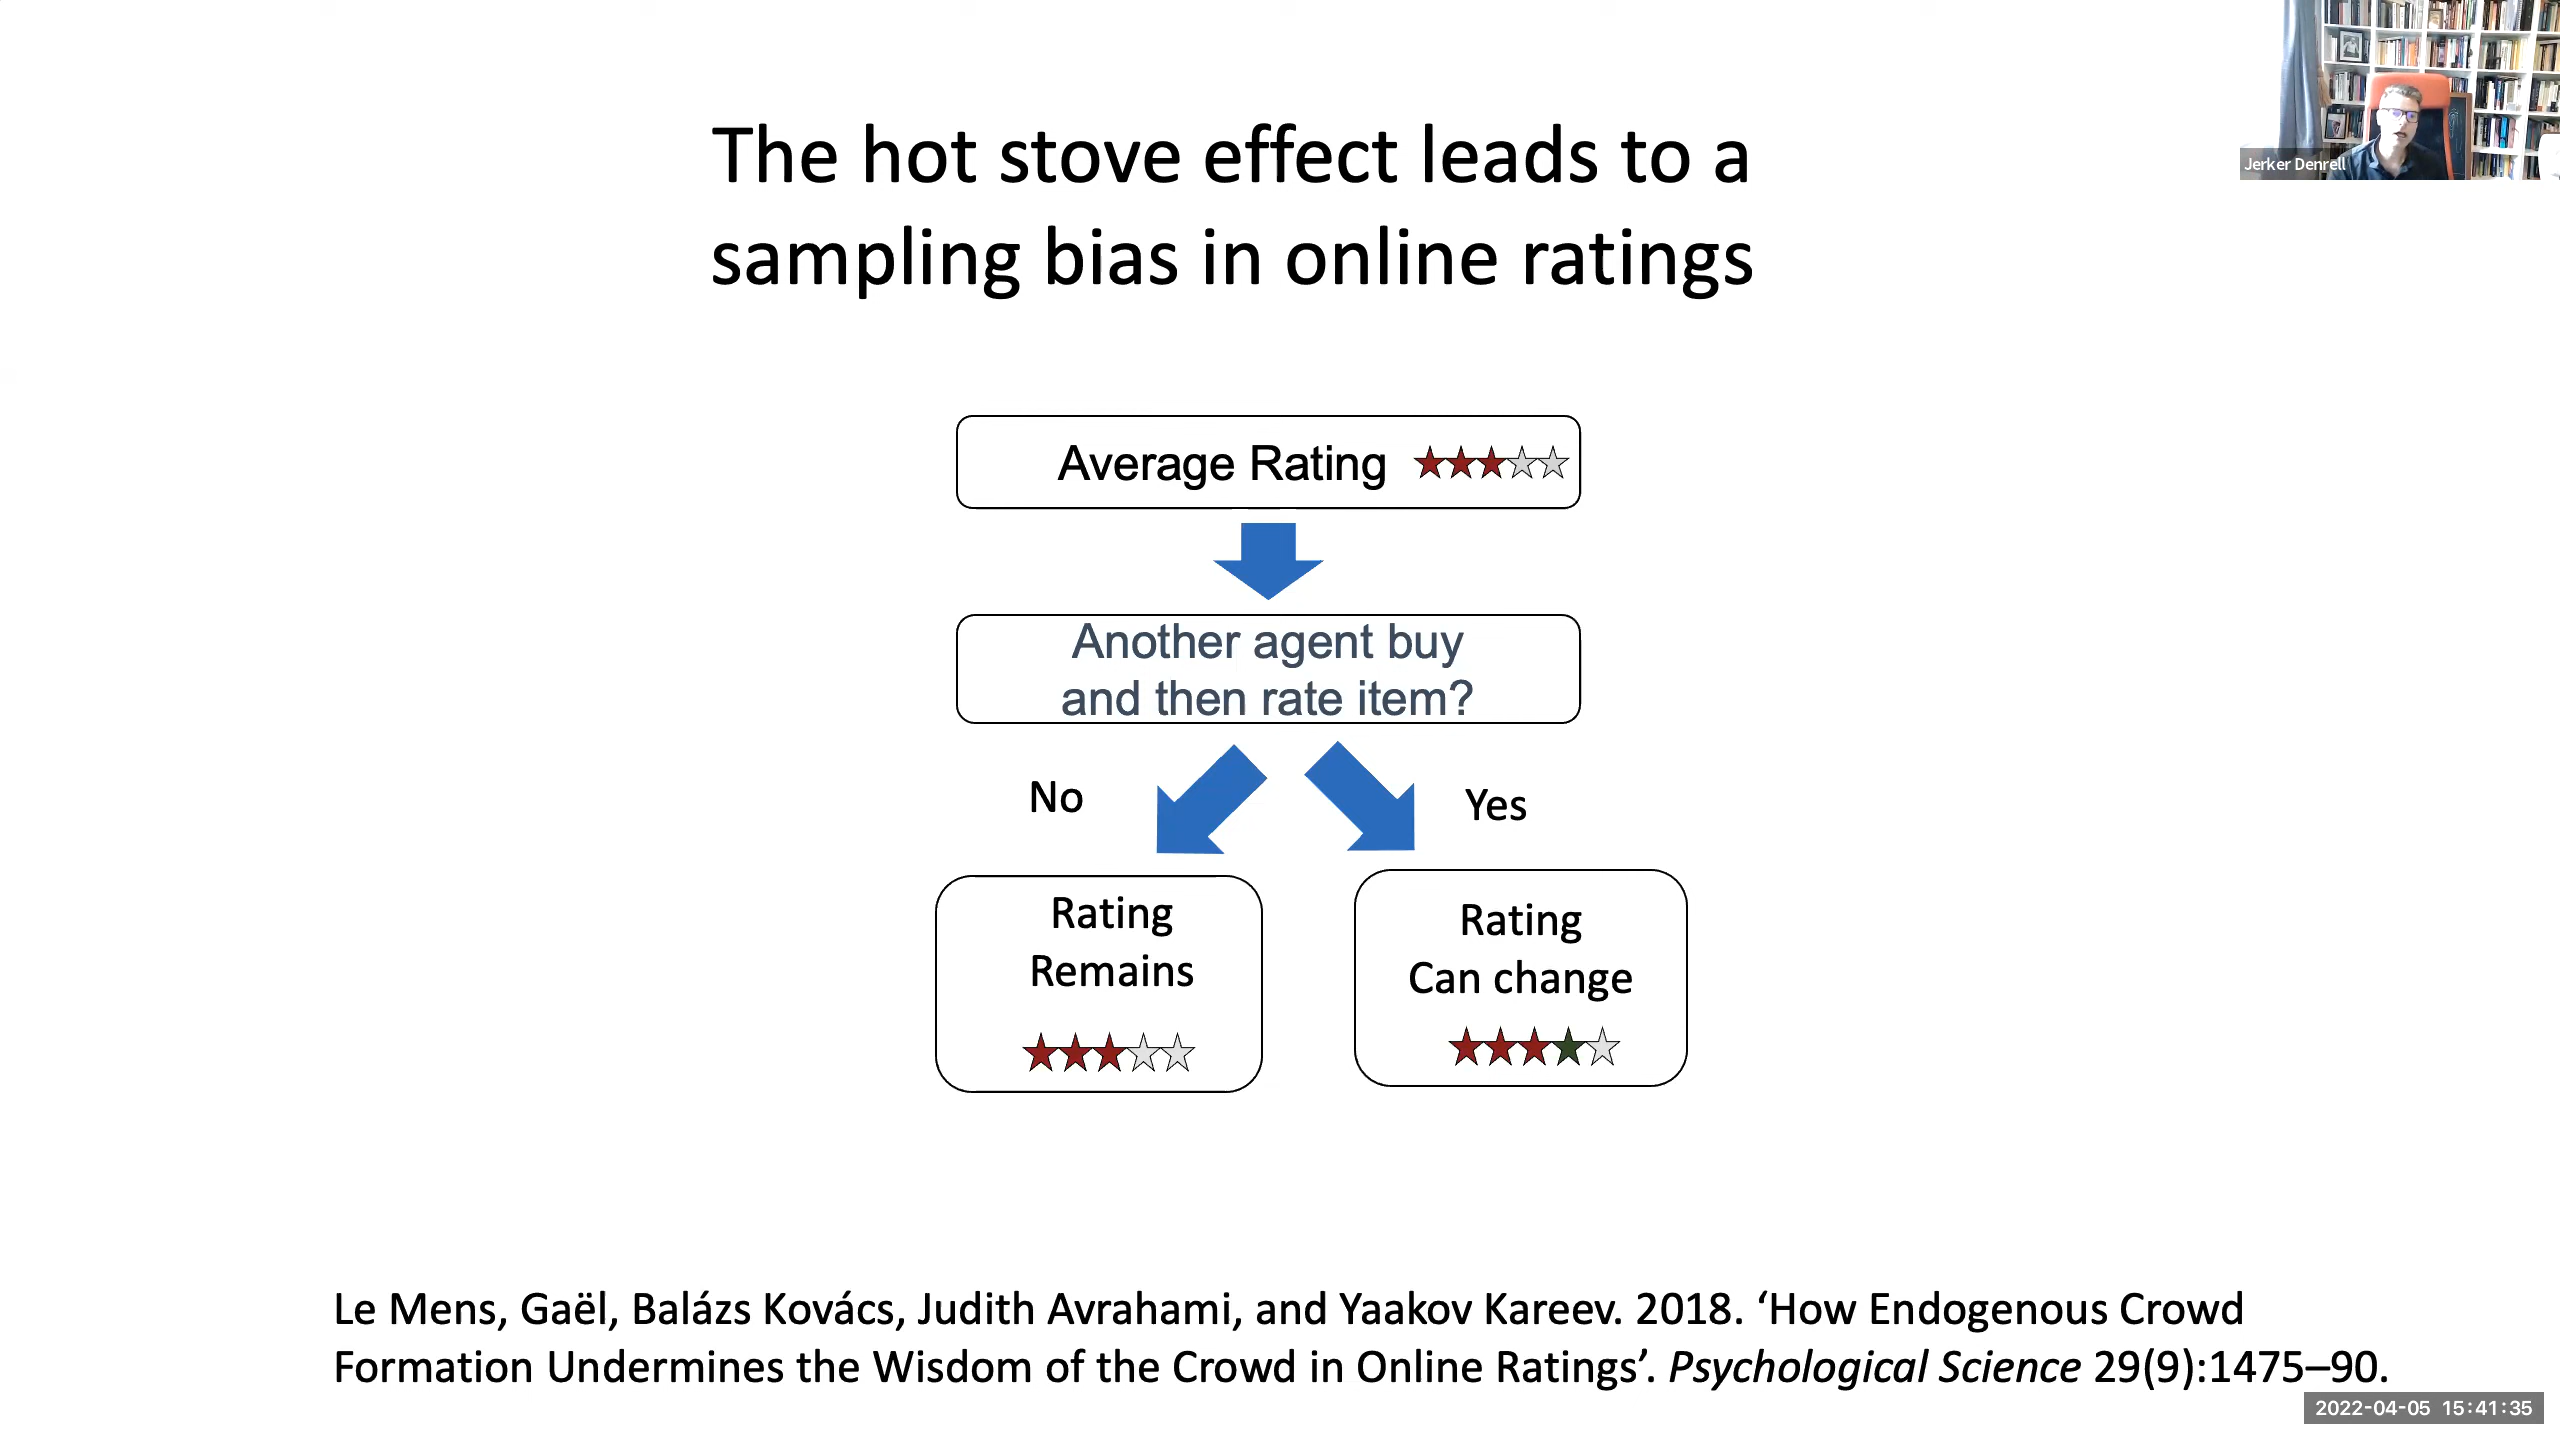 Jerker Denrell
The hot stove effect leads to a
sampling bias in online ratings
Average Rating
Another agent buy
and then rate item?
No
Yes
Rating
Remains
Rating
Can change
Le Mens, Gaël, Balázs Kovács, Judith Avrahami, and Yaakov Kareev. 2018. ‘How Endogenous Crowd
Formation Undermines the Wisdom of the Crowd in Online Ratings’. Psychological Science 29(9):1475–90.
2022-04-05 15:41:35